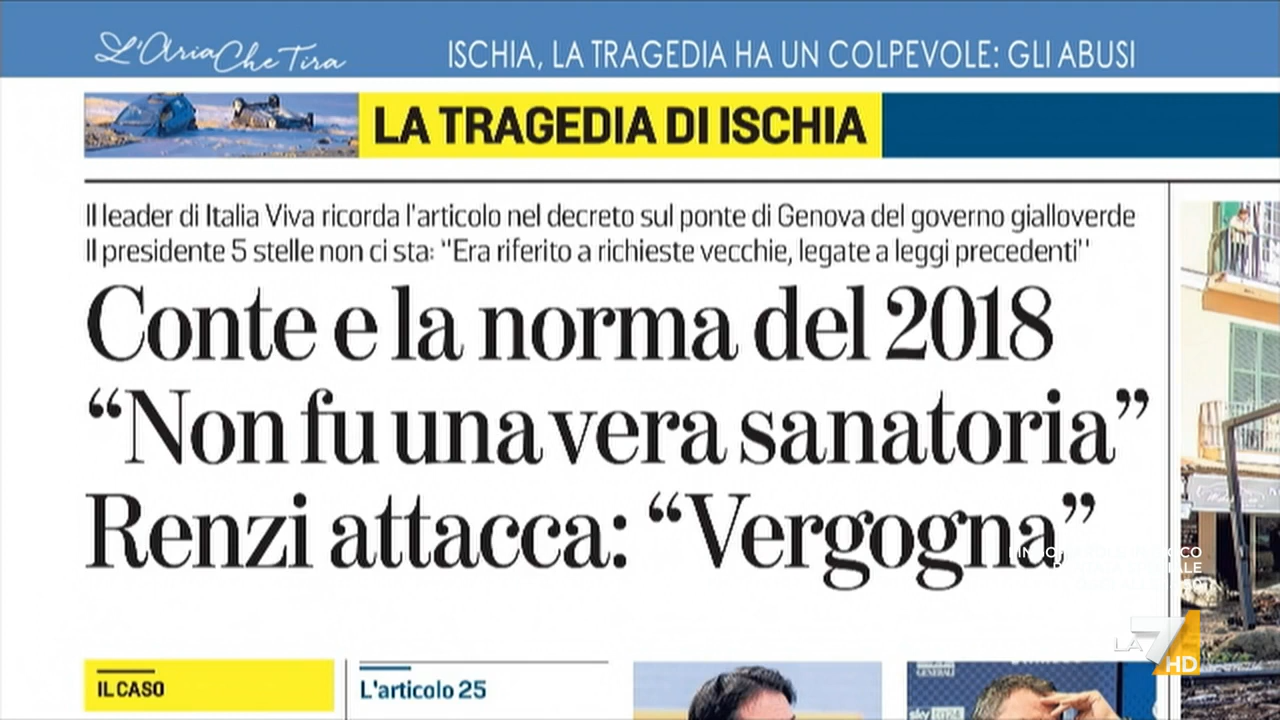 L'Aria Che Tira
ISCHIA, LA TRAGEDIA HA UN COLPEVOLE: GLI ABUSI
LA TRAGEDIA DI ISCHIA
Il leader di Italia Viva ricorda l'articolo nel decreto sul ponte di Genova del governo gialloverde
Il presidente 5 stelle non ci sta: "Era riferito a richieste vecchie, legate a leggi precedenti"
Conte e la norma del 2018
“Non fu una vera sanatoria”
Renzi attacca: “Vergogna”
LA 7 HD
IL CASO
L'articolo 25
sky